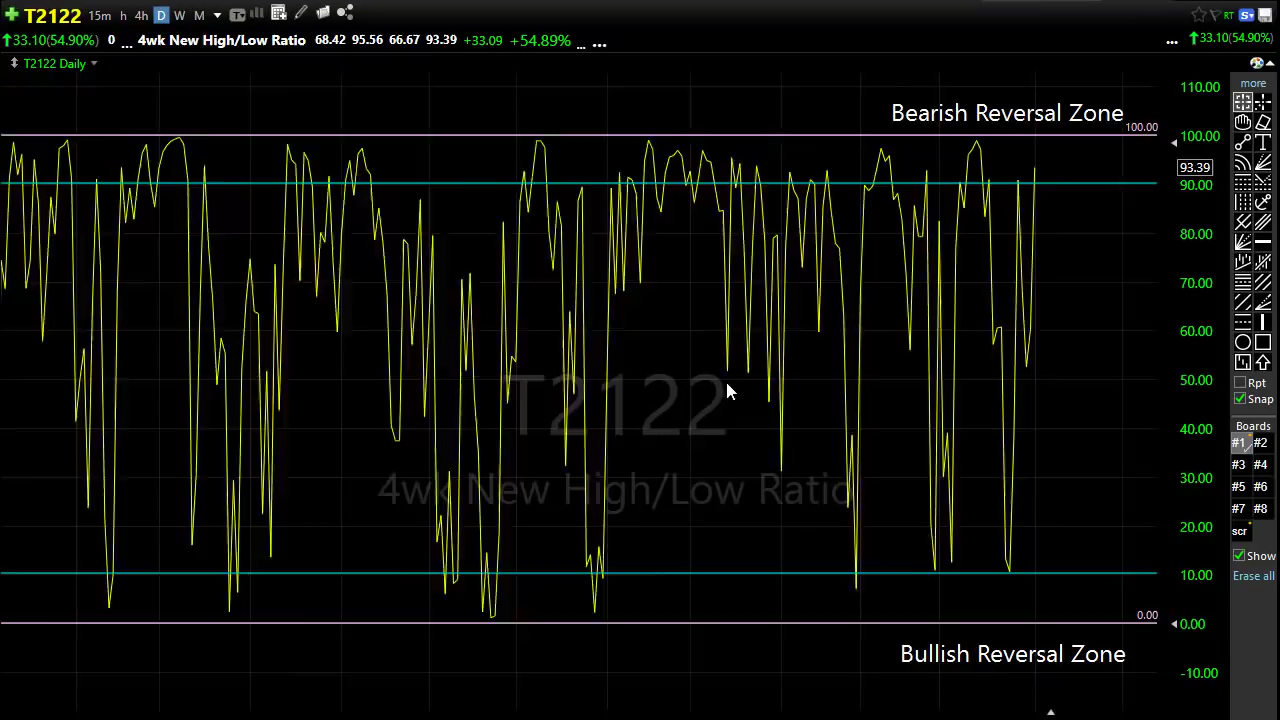 T2122 15m h 4h D W M T RT S
33.10(54.90%) 0 ... 4wk New High/Low Ratio 68.42 95.56 66.67 93.39 +33.09 +54.89% ... ... ... 33.10(54.90%)
T2122 Daily
more
110.00
Bearish Reversal Zone
100.00
100.00
93.39
90.00
80.00
70.00
60.00
50.00
40.00
30.00
20.00
10.00
0.00
0.00
-10.00
T2122
4wk New High/Low Ratio
Bullish Reversal Zone
T
Rpt
Snap
Boards
#1 #2
#3 #4
#5 #6
#7 #8
scr
Show
Erase all